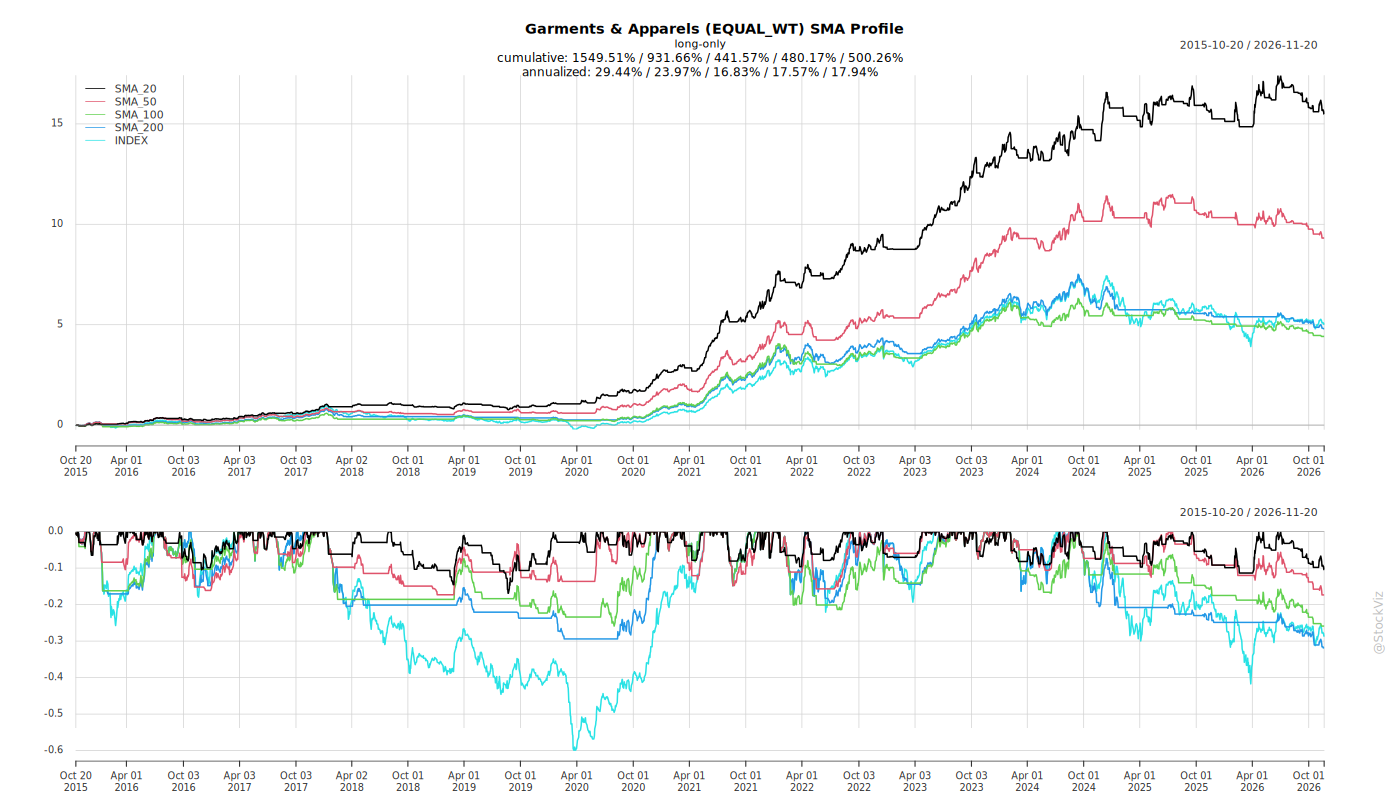 Garments & Apparels (EQUAL_WT) SMA Profile
long-only
2015-10-20 / 2026-11-20
cumulative: 1549.51% / 931.66% / 441.57% / 480.17% / 500.26%
annualized: 29.44% / 23.97% / 16.83% / 17.57% / 17.94%
SMA_20
SMA_50
SMA_100
SMA_200
INDEX
15
10
5
0
Oct 20 Apr 01 Oct 03 Apr 03 Oct 03 Apr 02 Oct 01 Apr 01 Oct 01 Apr 01 Oct 01 Apr 01 Oct 01 Apr 01 Oct 03 Apr 03 Oct 03 Apr 01 Oct 01 Apr 01 Oct 01 Apr 01 Oct 01
2015 2016 2016 2017 2017 2018 2018 2019 2019 2020 2020 2021 2021 2022 2022 2023 2023 2024 2024 2025 2025 2026 2026
2015-10-20 / 2026-11-20
0.0
-0.1
-0.2
-0.3
-0.4
-0.5
-0.6
Oct 20 Apr 01 Oct 03 Apr 03 Oct 03 Apr 02 Oct 01 Apr 01 Oct 01 Apr 01 Oct 01 Apr 01 Oct 01 Apr 01 Oct 03 Apr 03 Oct 03 Apr 01 Oct 01 Apr 01 Oct 01 Apr 01 Oct 01
2015 2016 2016 2017 2017 2018 2018 2019 2019 2020 2020 2021 2021 2022 2022 2023 2023 2024 2024 2025 2025 2026 2026
@StockViz